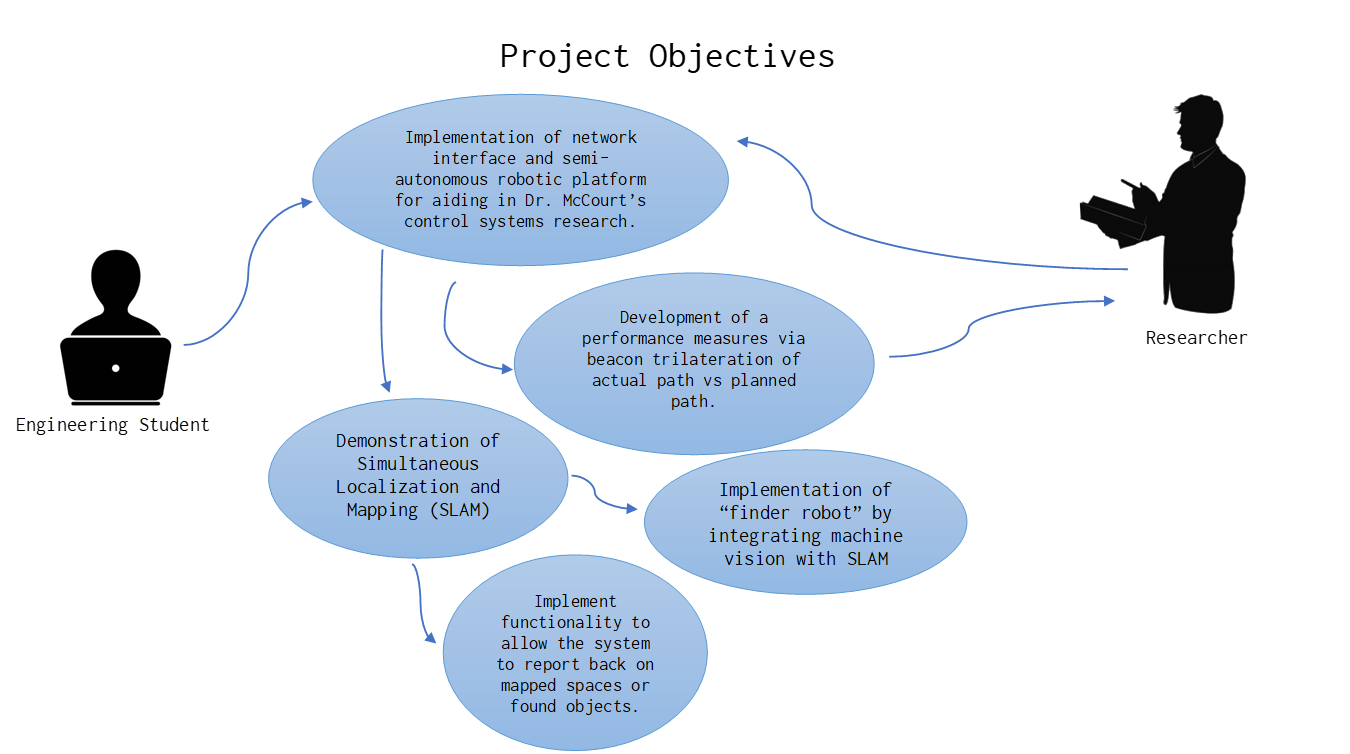 Project Objectives
Implementation of network
interface and semi-
autonomous robotic platform
for aiding in Dr. McCourt’s
control systems research.
Engineering Student
Researcher
Development of a
performance measures via
beacon trilateration of
actual path vs planned
path.
Demonstration of
Simultaneous
Localization and
Mapping (SLAM)
Implementation of
“finder robot” by
integrating machine
vision with SLAM
Implement
functionality to
allow the system
to report back on
mapped spaces or
found objects.